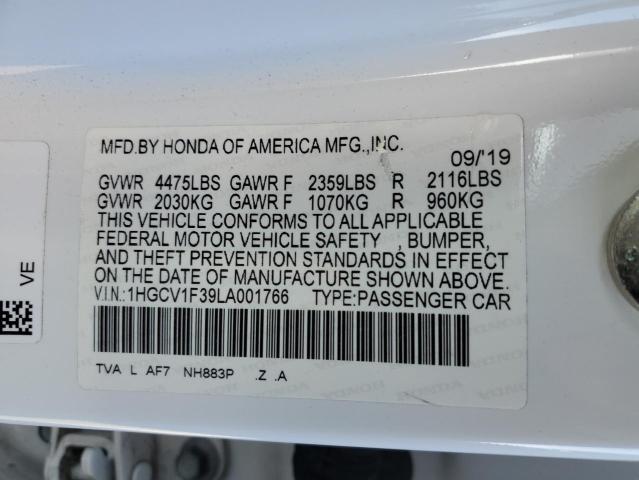 MFD.BY HONDA OF AMERICA MFG.,INC.
09/'19
GVWR 4475LBS GAWR F 2359LBS R 2116LBS
GVWR 2030KG GAWR F 1070KG R 960KG
THIS VEHICLE CONFORMS TO ALL APPLICABLE
FEDERAL MOTOR VEHICLE SAFETY , BUMPER,
AND THEFT PREVENTION STANDARDS IN EFFECT
ON THE DATE OF MANUFACTURE SHOWN ABOVE.
V.I.N.:1HGCV1F39LA001766 TYPE:PASSENGER CAR
TVA L AF7 NH883P .Z .A
VE